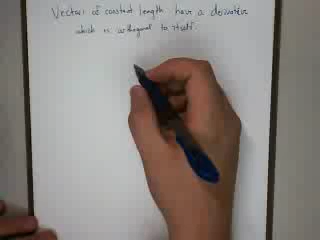 Vectors of constant length have a derivative
which is orthogonal to itself